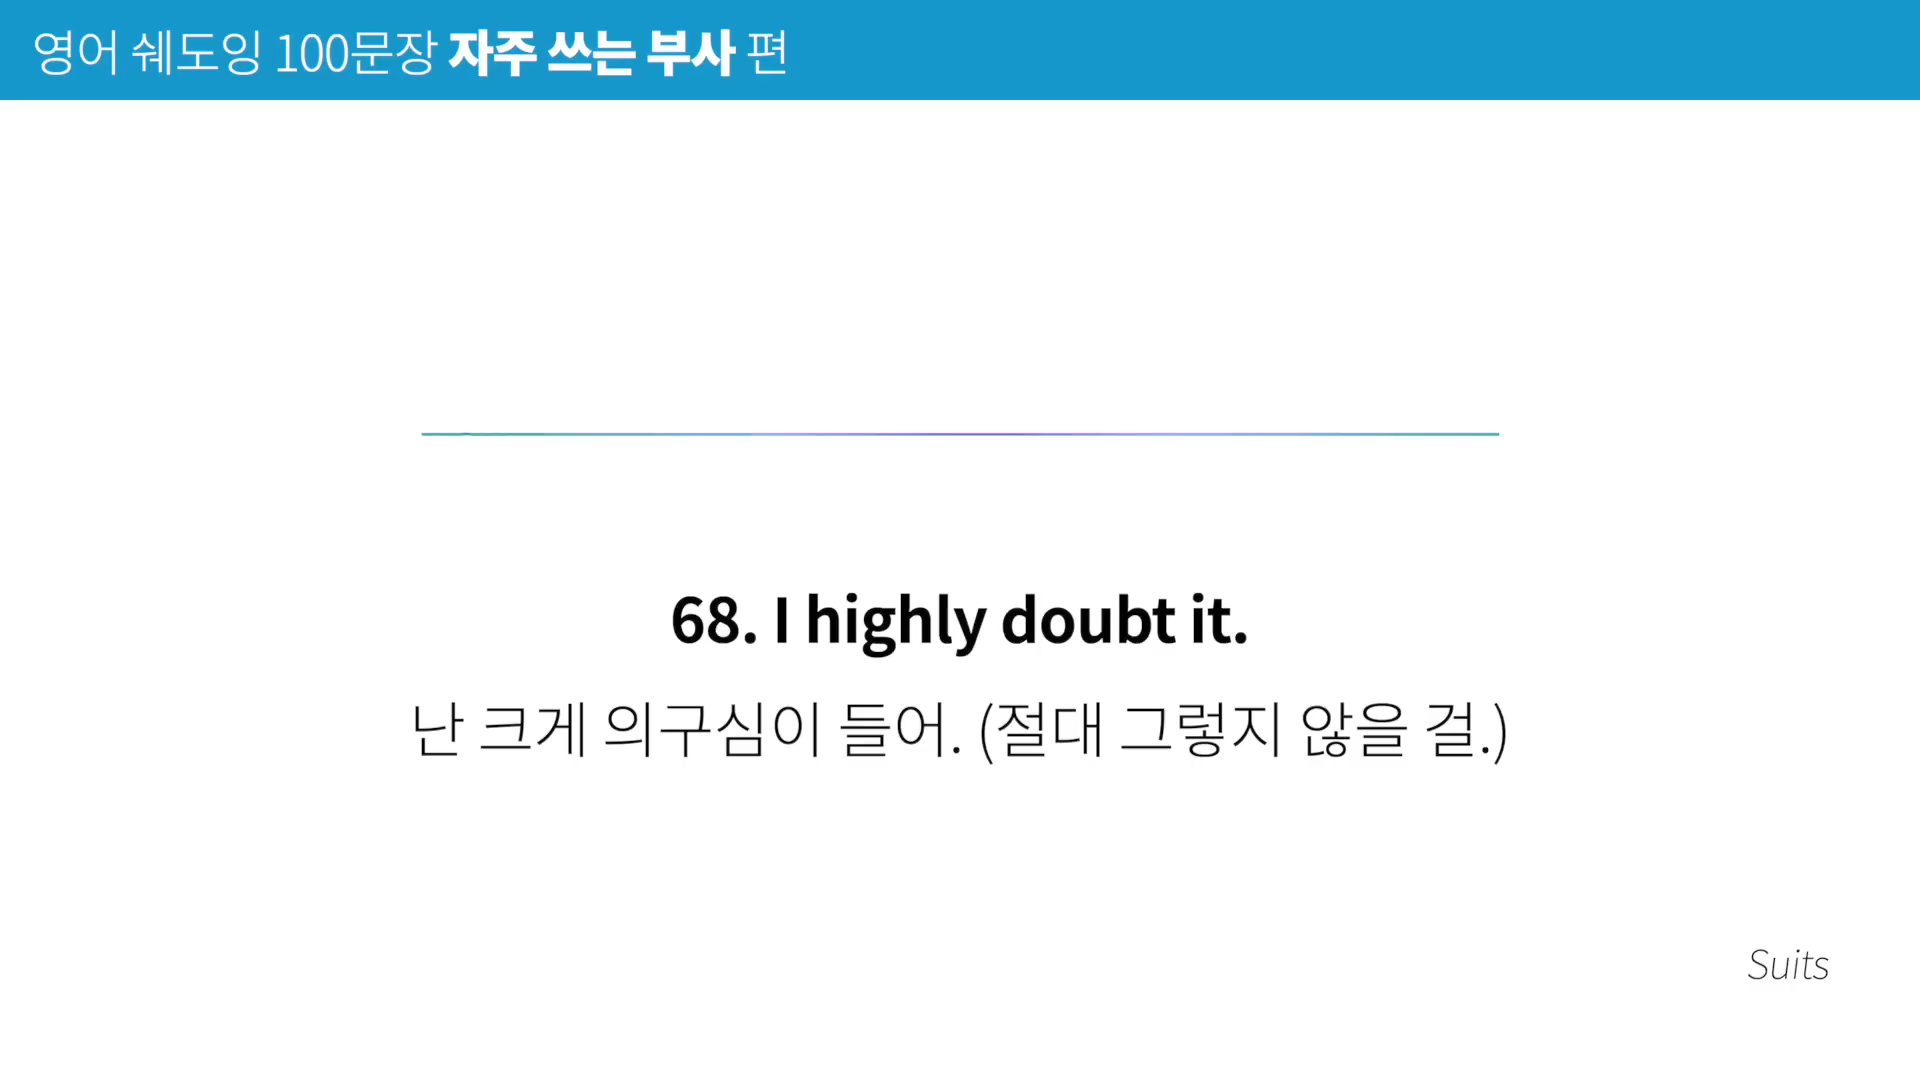 영어 쉐도잉 100문장 자주 쓰는 부사 편
68. I highly doubt it.
난 크게 의구심이 들어. (절대 그렇지 않을 걸.)
Suits